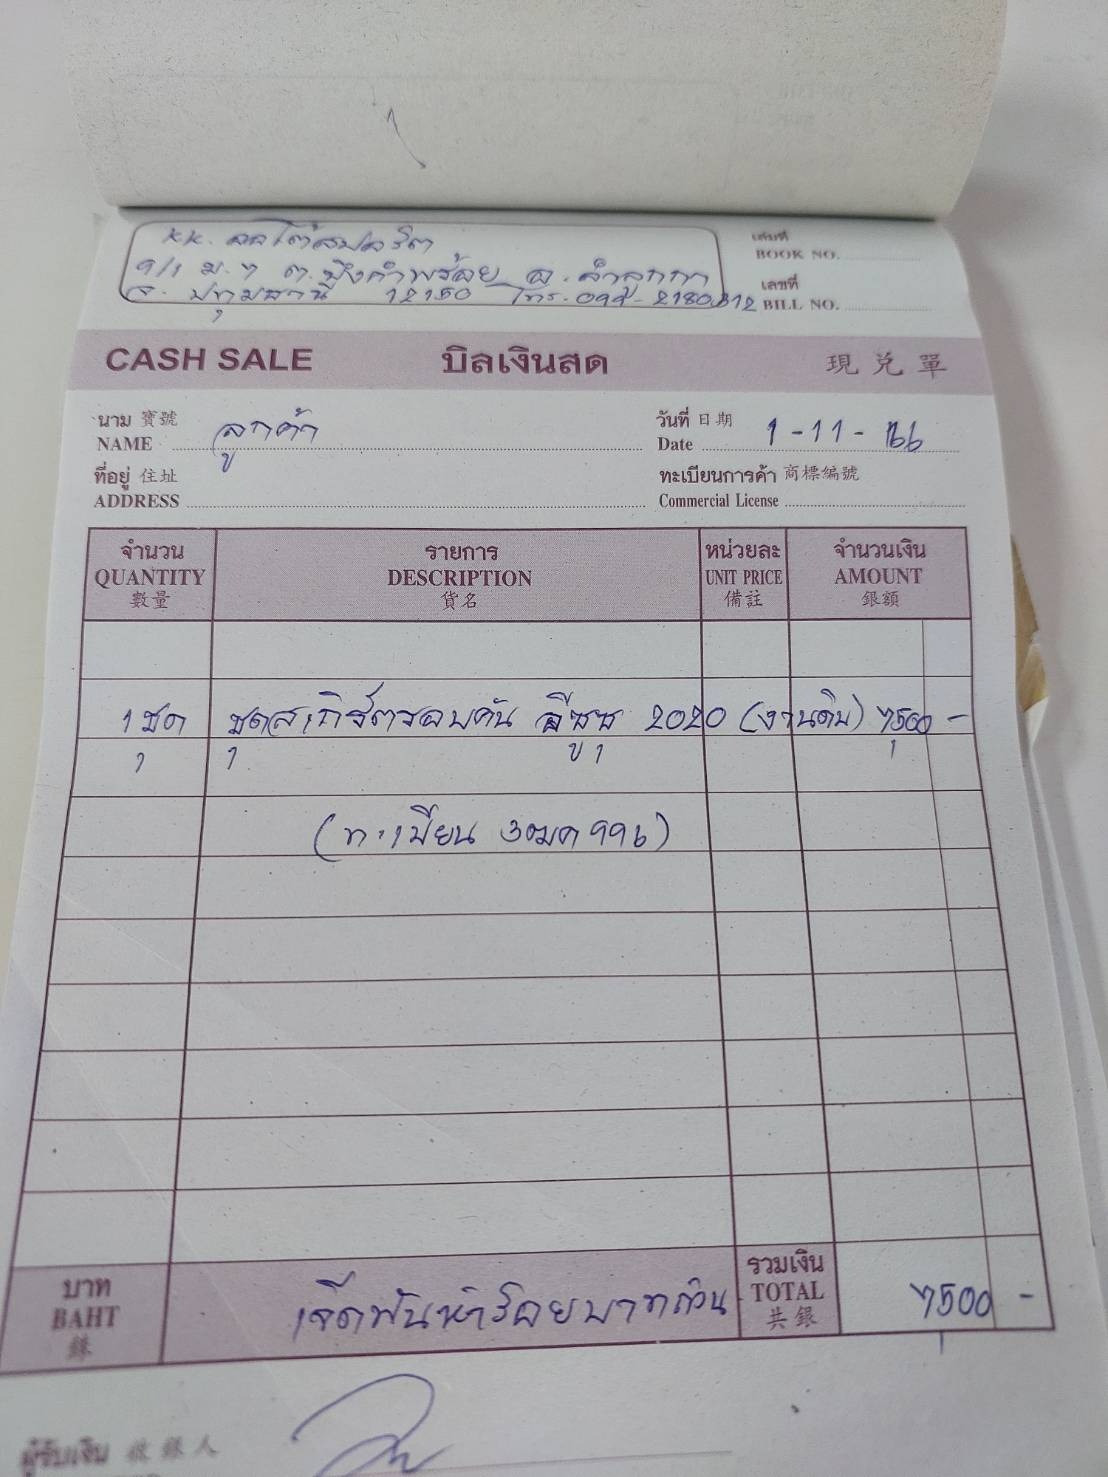 KK. ออโต้สปอร์ต
9/1 ม.7 ต.บึงคำพร้อย อ.ลำลูกกา
จ.ปทุมธานี 12150 โทร.
เล่มที่
BOOK NO.
เลขที่
BILL NO.
CASH SALE บิลเงินสด 現兌單
นาม 寶號
NAME ลูกค้า
วันที่ 日期
Date 1-11-66
ที่อยู่ 住址
ADDRESS
ทะเบียนการค้า 商標編號
Commercial License
จำนวน รายการ หน่วยละ จำนวนเงิน
QUANTITY DESCRIPTION UNIT PRICE AMOUNT
數量 貨名 備註 銀額
1 ชุด ชุดสเกิร์ตรอบคัน อีซูซุ 2020 (งานดิบ) 7500 -
(ทะเบียน 3ฒค 996)
บาท
BAHT
銖
เจ็ดพันห้าร้อยบาทถ้วน
รวมเงิน
TOTAL 7500 -
共銀
ผู้รับเงิน 收銀人